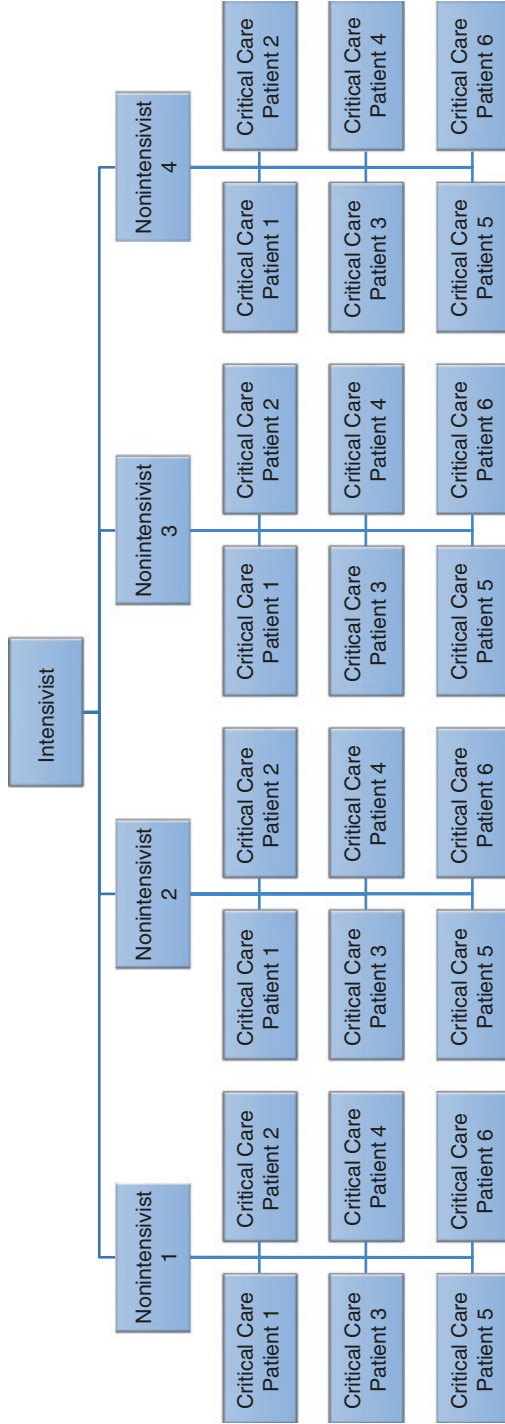 Intensivist
Nonintensivist
1
Nonintensivist
2
Nonintensivist
3
Nonintensivist
4
Critical Care
Patient 1
Critical Care
Patient 2
Critical Care
Patient 3
Critical Care
Patient 4
Critical Care
Patient 5
Critical Care
Patient 6
Critical Care
Patient 1
Critical Care
Patient 2
Critical Care
Patient 3
Critical Care
Patient 4
Critical Care
Patient 5
Critical Care
Patient 6
Critical Care
Patient 1
Critical Care
Patient 2
Critical Care
Patient 3
Critical Care
Patient 4
Critical Care
Patient 5
Critical Care
Patient 6
Critical Care
Patient 1
Critical Care
Patient 2
Critical Care
Patient 3
Critical Care
Patient 4
Critical Care
Patient 5
Critical Care
Patient 6